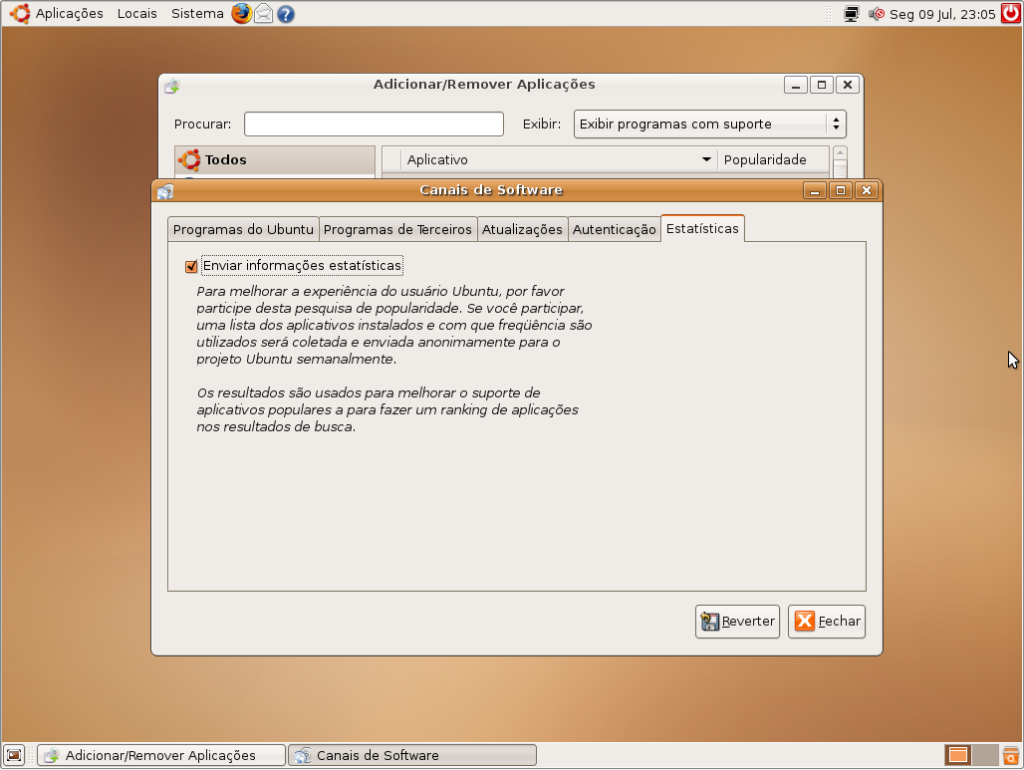 Aplicações Locais Sistema Seg 09 Jul, 23:05
Adicionar/Remover Aplicações
Procurar: Exibir: Exibir programas com suporte
Todos Aplicativo Popularidade
Canais de Software
Programas do Ubuntu Programas de Terceiros Atualizações Autenticação Estatísticas
Enviar informações estatísticas
Para melhorar a experiência do usuário Ubuntu, por favor
participe desta pesquisa de popularidade. Se você participar,
uma lista dos aplicativos instalados e com que freqüência são
utilizados será coletada e enviada anonimamente para o
projeto Ubuntu semanalmente.
Os resultados são usados para melhorar o suporte de
aplicativos populares a para fazer um ranking de aplicações
nos resultados de busca.
Reverter Fechar
Adicionar/Remover Aplicações Canais de Software